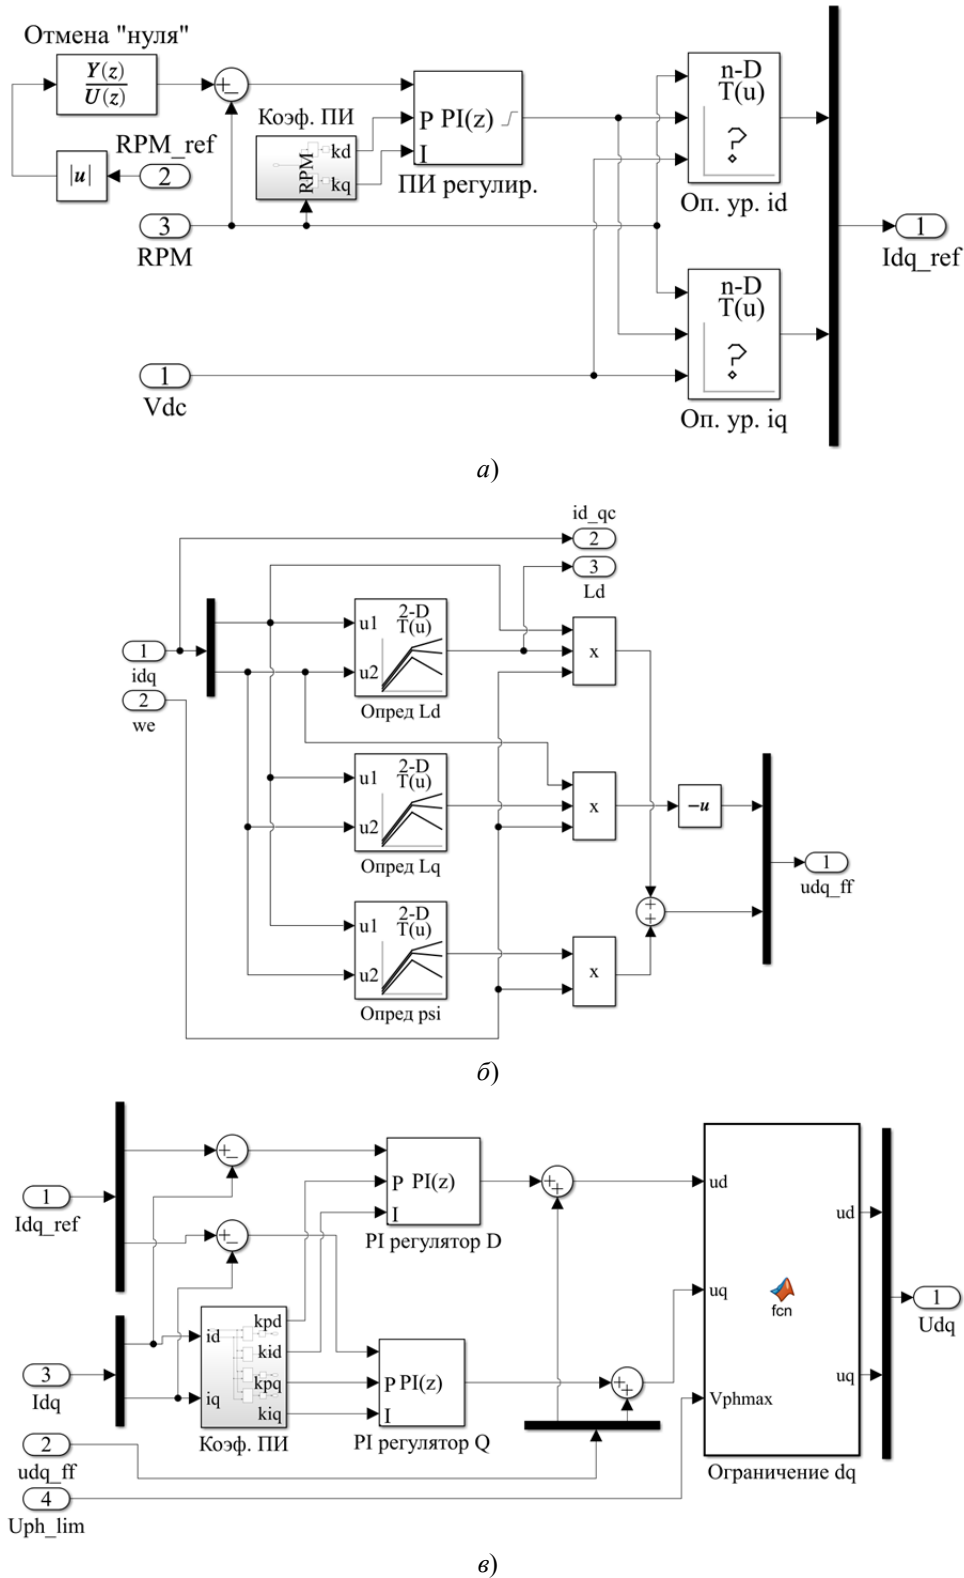 Отмена "нуля"
Y(z)
U(z)
+
−
Коэф. ПИ
RPM
kd
kq
P PI(z)
I
ПИ регулир.
n-D
T(u)
?
Оп. ур. id
|u|
RPM_ref
2
3
RPM
1
Idq_ref
n-D
T(u)
?
Оп. ур. iq
1
Vdc
а)
id_qc
2
3
Ld
1
idq
2
we
u1
u2
2-D
T(u)
Опред Ld
x
u1
u2
2-D
T(u)
Опред Lq
x
−u
1
udq_ff
u1
u2
2-D
T(u)
Опред psi
+
+
x
б)
1
Idq_ref
+
−
P PI(z)
I
PI регулятор D
+
+
+
−
3
Idq
id
iq
kpd
kid
kpq
kiq
Коэф. ПИ
P PI(z)
I
PI регулятор Q
+
+
2
udq_ff
4
Uph_lim
ud
uq
Vphmax
fcn
ud
uq
Ограничение dq
1
Udq
в)